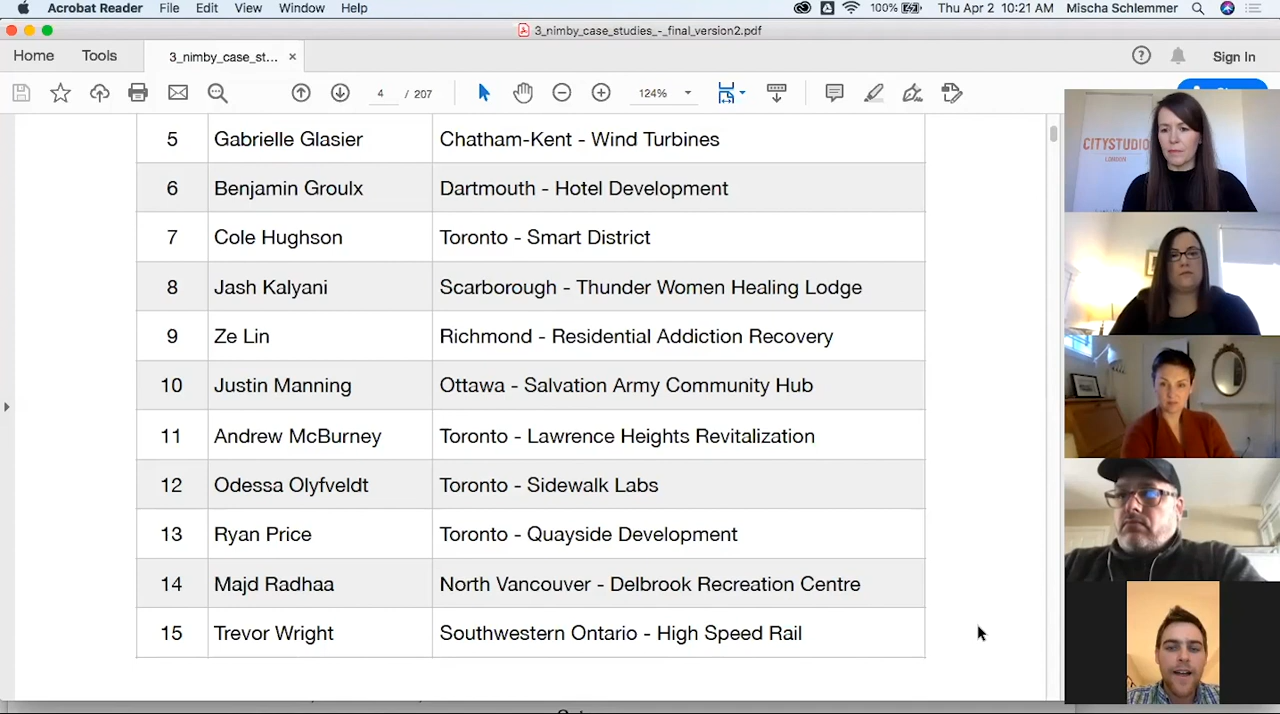 Acrobat Reader File Edit View Window Help 100% Thu Apr 2 10:21 AM Mischa Schlemmer
3_nimby_case_studies_-_final_version2.pdf
Home Tools 3_nimby_case_st... × Sign In
4 / 207 124%
5 Gabrielle Glasier Chatham-Kent - Wind Turbines
6 Benjamin Groulx Dartmouth - Hotel Development
7 Cole Hughson Toronto - Smart District
8 Jash Kalyani Scarborough - Thunder Women Healing Lodge
9 Ze Lin Richmond - Residential Addiction Recovery
10 Justin Manning Ottawa - Salvation Army Community Hub
11 Andrew McBurney Toronto - Lawrence Heights Revitalization
12 Odessa Olyfveldt Toronto - Sidewalk Labs
13 Ryan Price Toronto - Quayside Development
14 Majd Radhaa North Vancouver - Delbrook Recreation Centre
15 Trevor Wright Southwestern Ontario - High Speed Rail
CITYSTUDIO
LONDON